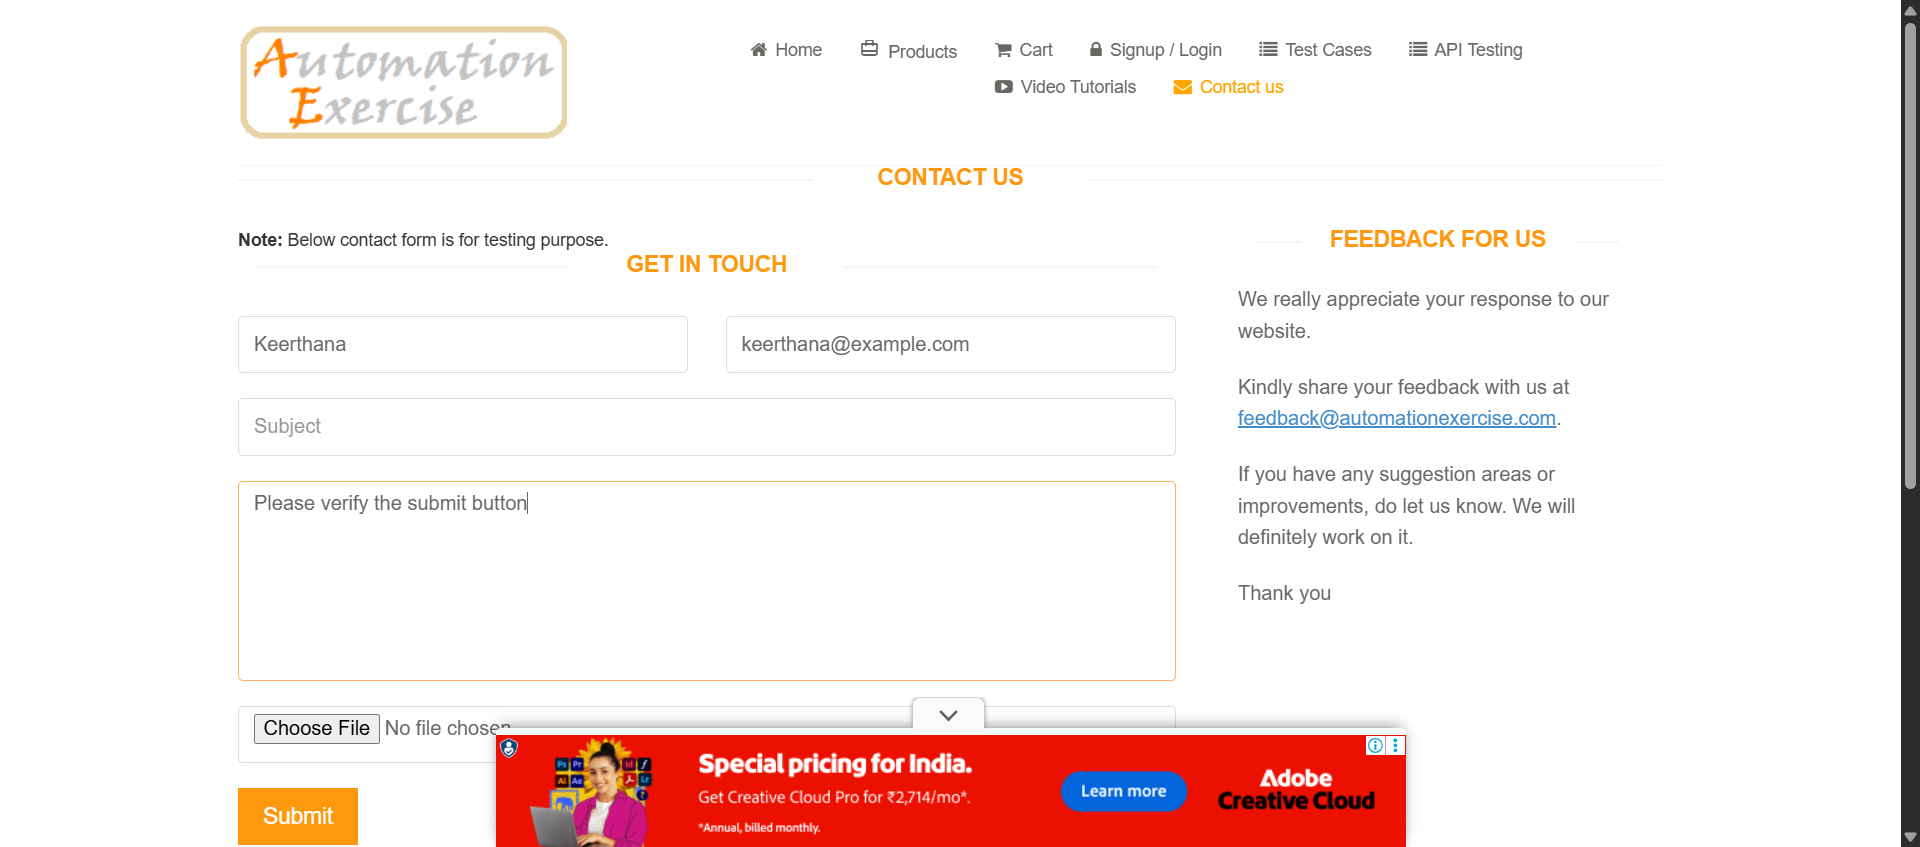 Automation
Exercise
Home
Products
Cart
Signup / Login
Test Cases
API Testing
Video Tutorials
Contact us
CONTACT US
Note: Below contact form is for testing purpose.
GET IN TOUCH
Keerthana
keerthana@example.com
Subject
Please verify the submit button
Choose File No file chosen
Submit
FEEDBACK FOR US
We really appreciate your response to our
website.
Kindly share your feedback with us at
feedback@automationexercise.com.
If you have any suggestion areas or
improvements, do let us know. We will
definitely work on it.
Thank you
Ps Pr Id f
Ai Ae Lr
Special pricing for India.
Get Creative Cloud Pro for ₹2,714/mo*.
*Annual, billed monthly.
Learn more
Adobe
Creative Cloud